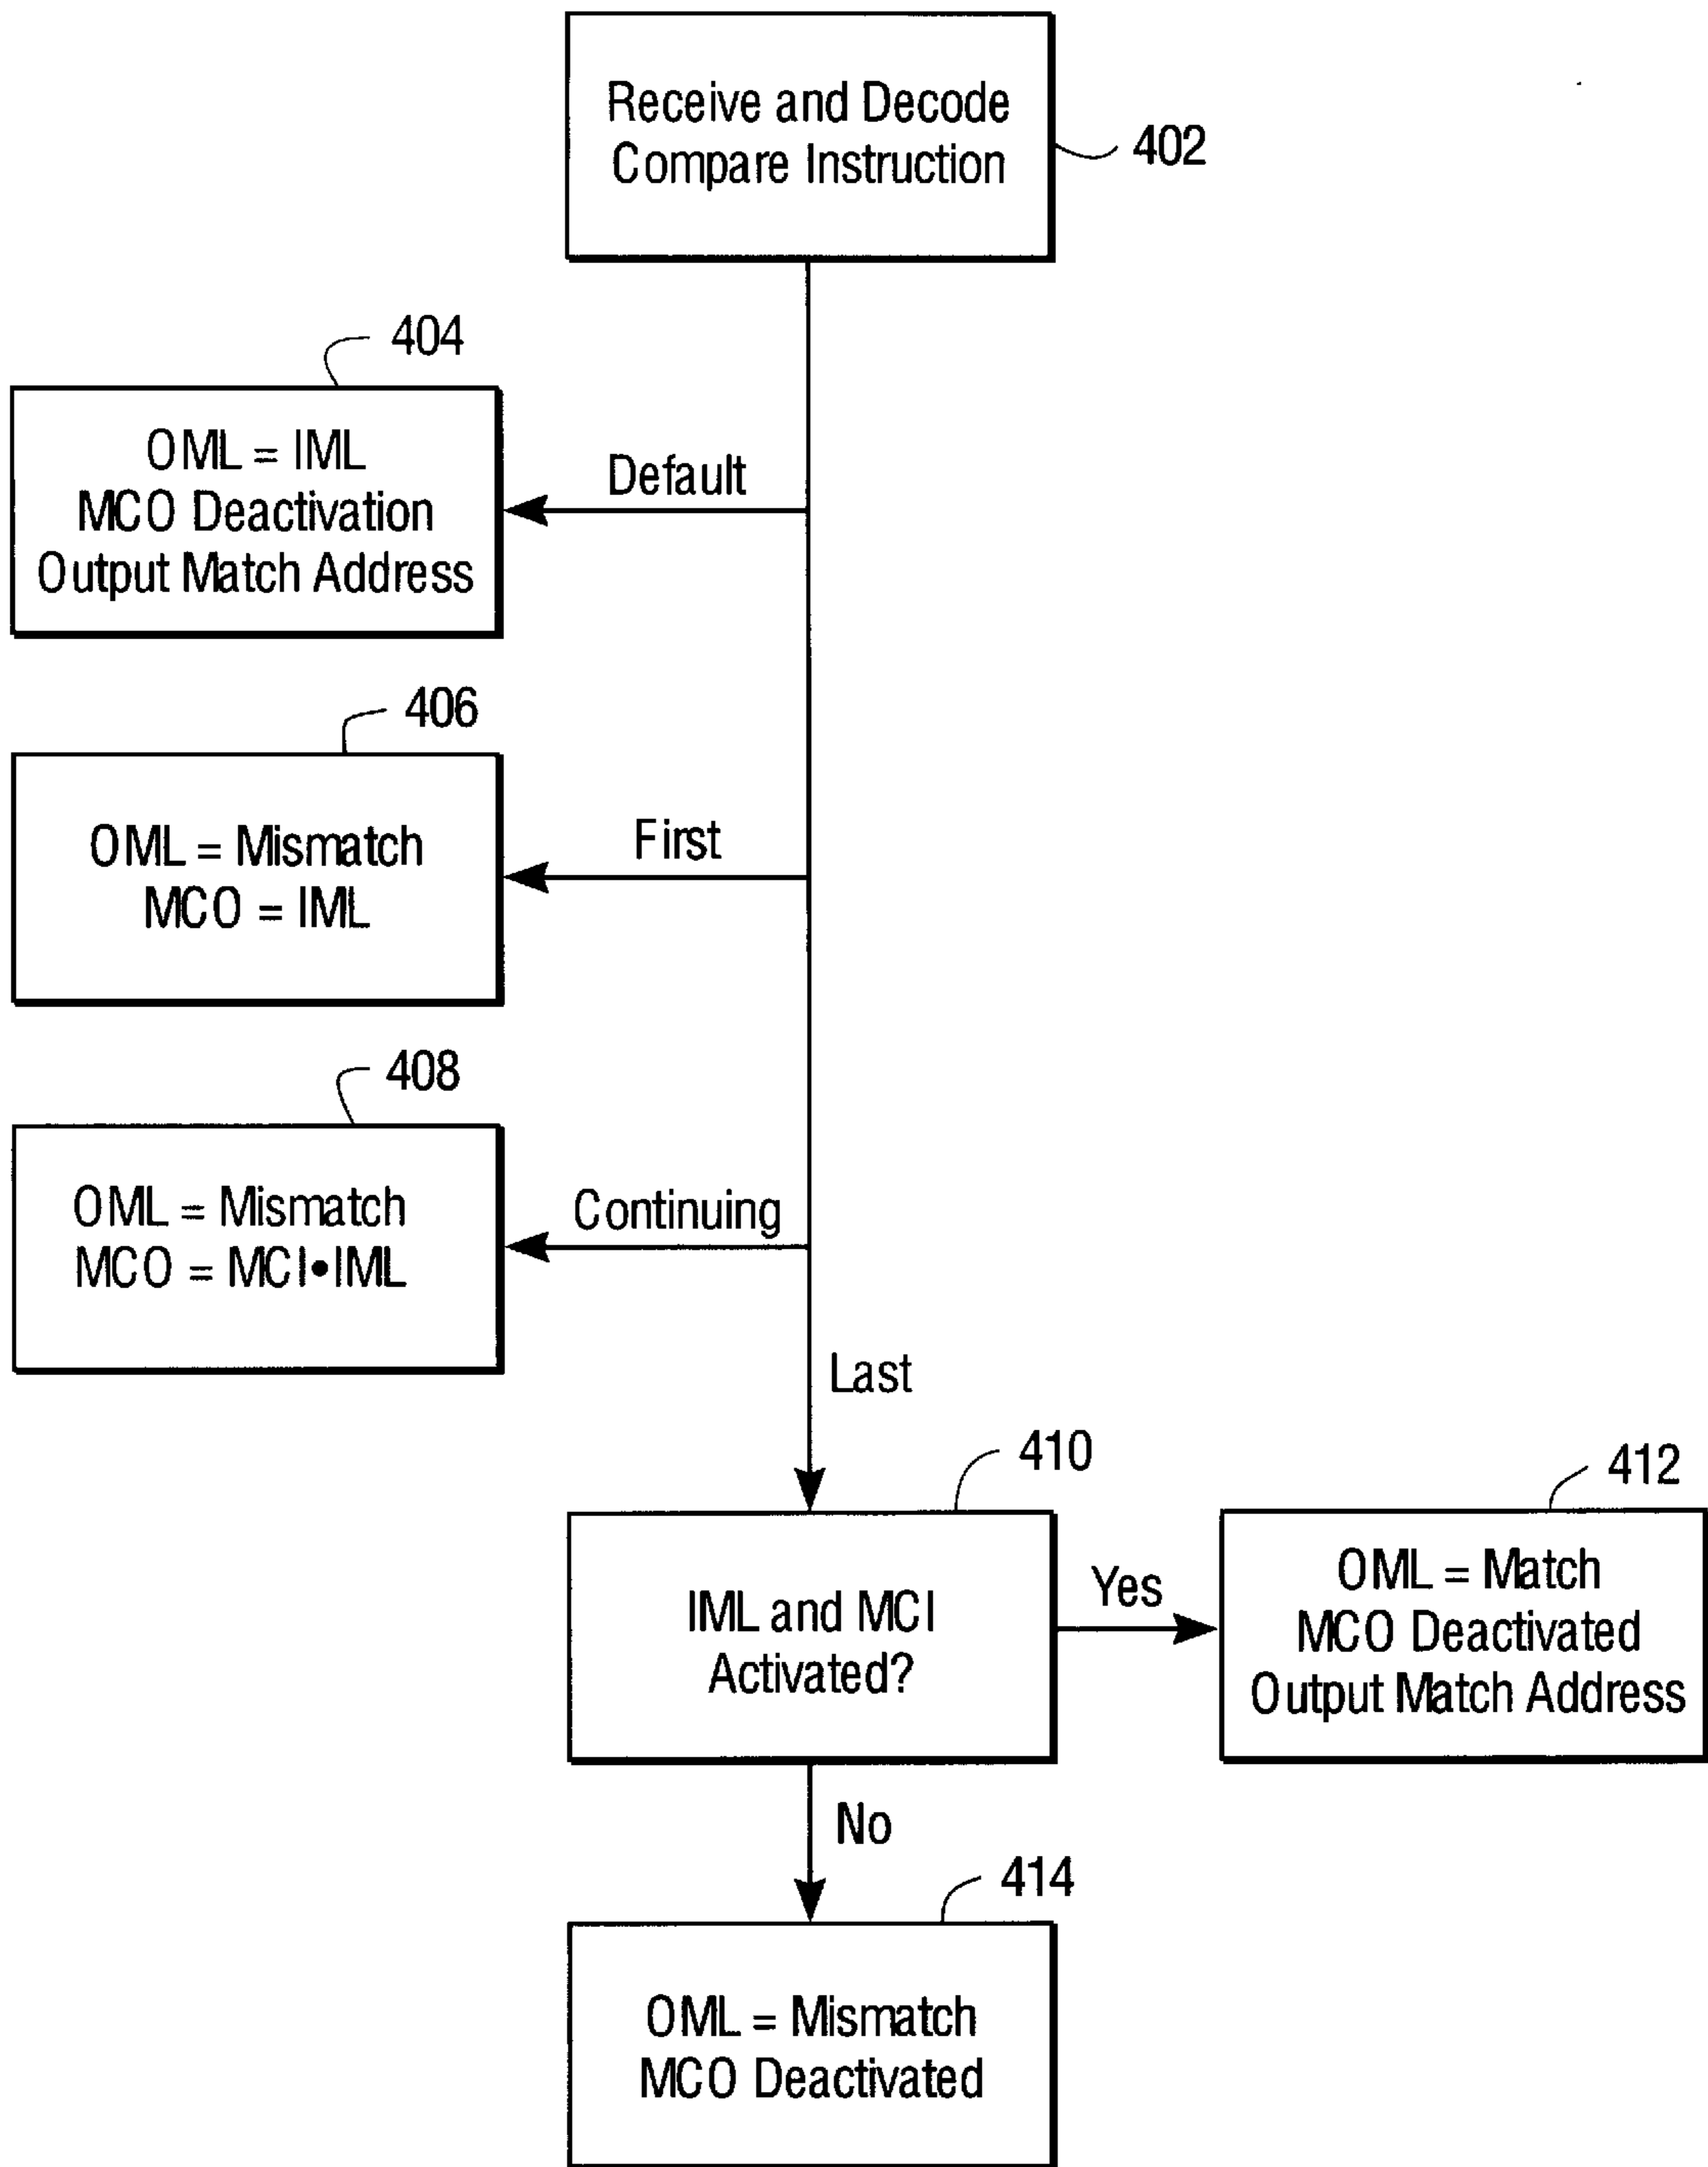 Receive and Decode
Compare Instruction
402
404
OML = IML
MCO Deactivation
Output Match Address
Default
406
OML = Mismatch
MCO = IML
First
408
OML = Mismatch
MCO = MCI•IML
Continuing
Last
410
IML and MCI
Activated?
Yes
412
OML = Match
MCO Deactivated
Output Match Address
No
414
OML = Mismatch
MCO Deactivated